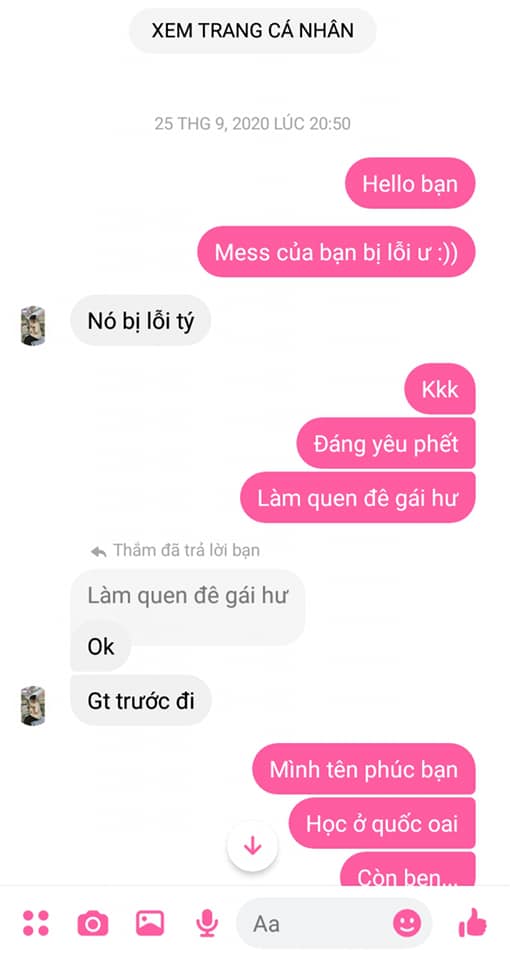 XEM TRANG CÁ NHÂN
25 THG 9, 2020 LÚC 20:50
Hello bạn
Mess của bạn bị lỗi ư :))
Nó bị lỗi tý
Kkk
Đáng yêu phết
Làm quen đê gái hư
Thắm đã trả lời bạn
Làm quen đê gái hư
Ok
Gt trước đi
Mình tên phúc bạn
Học ở quốc oai
Còn ben...
Aa